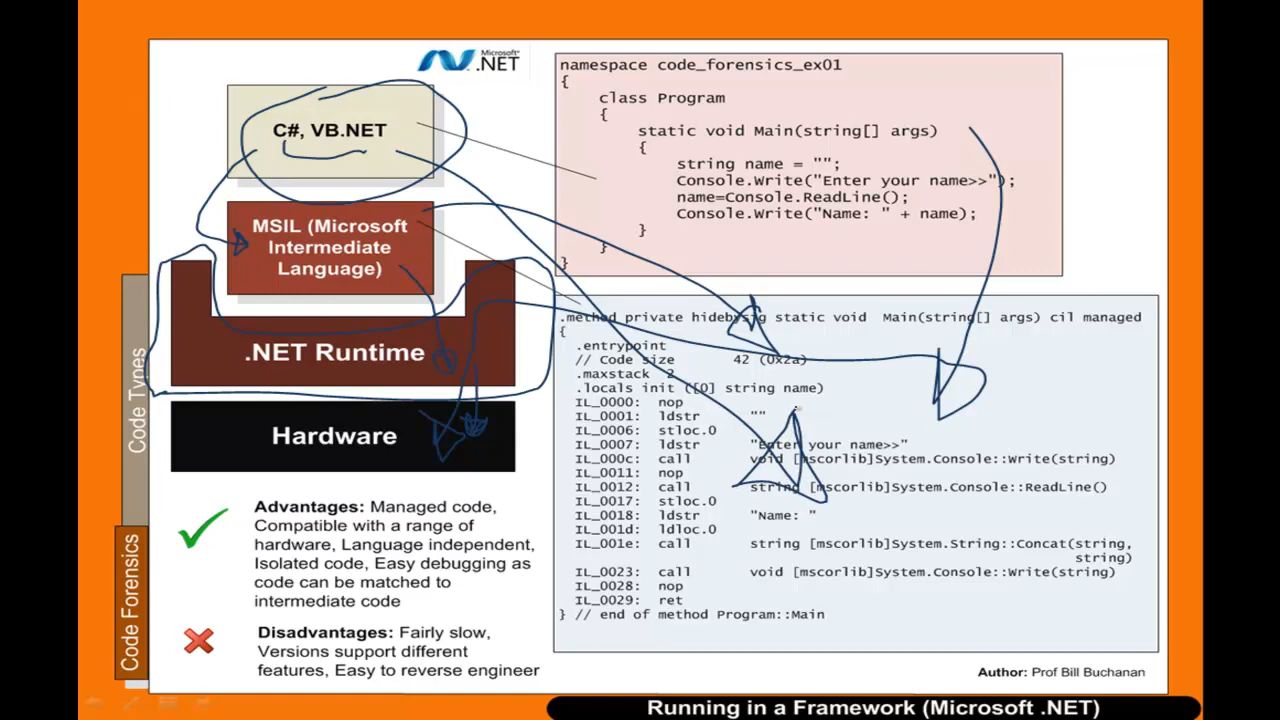 Microsoft®
.NET
C#, VB.NET
MSIL (Microsoft
Intermediate
Language)
.NET Runtime
Hardware
Advantages: Managed code,
Compatible with a range of
hardware, Language independent,
Isolated code, Easy debugging as
code can be matched to
intermediate code
Disadvantages: Fairly slow,
Versions support different
features, Easy to reverse engineer
Code Types
Code Forensics
namespace code_forensics_ex01
{
class Program
{
static void Main(string[] args)
{
string name = "";
Console.Write("Enter your name>>");
name=Console.ReadLine();
Console.Write("Name: " + name);
}
}
}
.method private hidebysig static void Main(string[] args) cil managed
{
.entrypoint
// Code size 42 (0x2a)
.maxstack 2
.locals init ([0] string name)
IL_0000: nop
IL_0001: ldstr ""
IL_0006: stloc.0
IL_0007: ldstr "Enter your name>>"
IL_000c: call void [mscorlib]System.Console::Write(string)
IL_0011: nop
IL_0012: call string [mscorlib]System.Console::ReadLine()
IL_0017: stloc.0
IL_0018: ldstr "Name: "
IL_001d: ldloc.0
IL_001e: call string [mscorlib]System.String::Concat(string,
string)
IL_0023: call void [mscorlib]System.Console::Write(string)
IL_0028: nop
IL_0029: ret
} // end of method Program::Main
Author: Prof Bill Buchanan
Running in a Framework (Microsoft .NET)